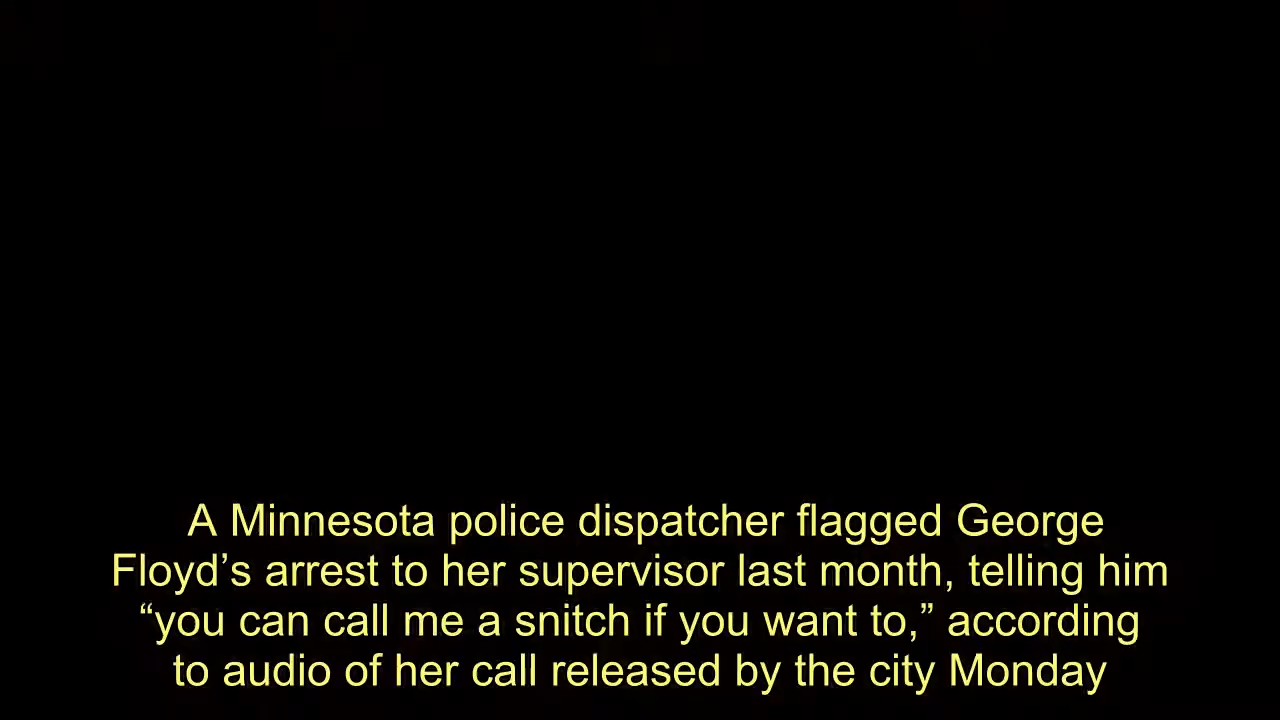 A Minnesota police dispatcher flagged George
Floyd’s arrest to her supervisor last month, telling him
“you can call me a snitch if you want to,” according
to audio of her call released by the city Monday